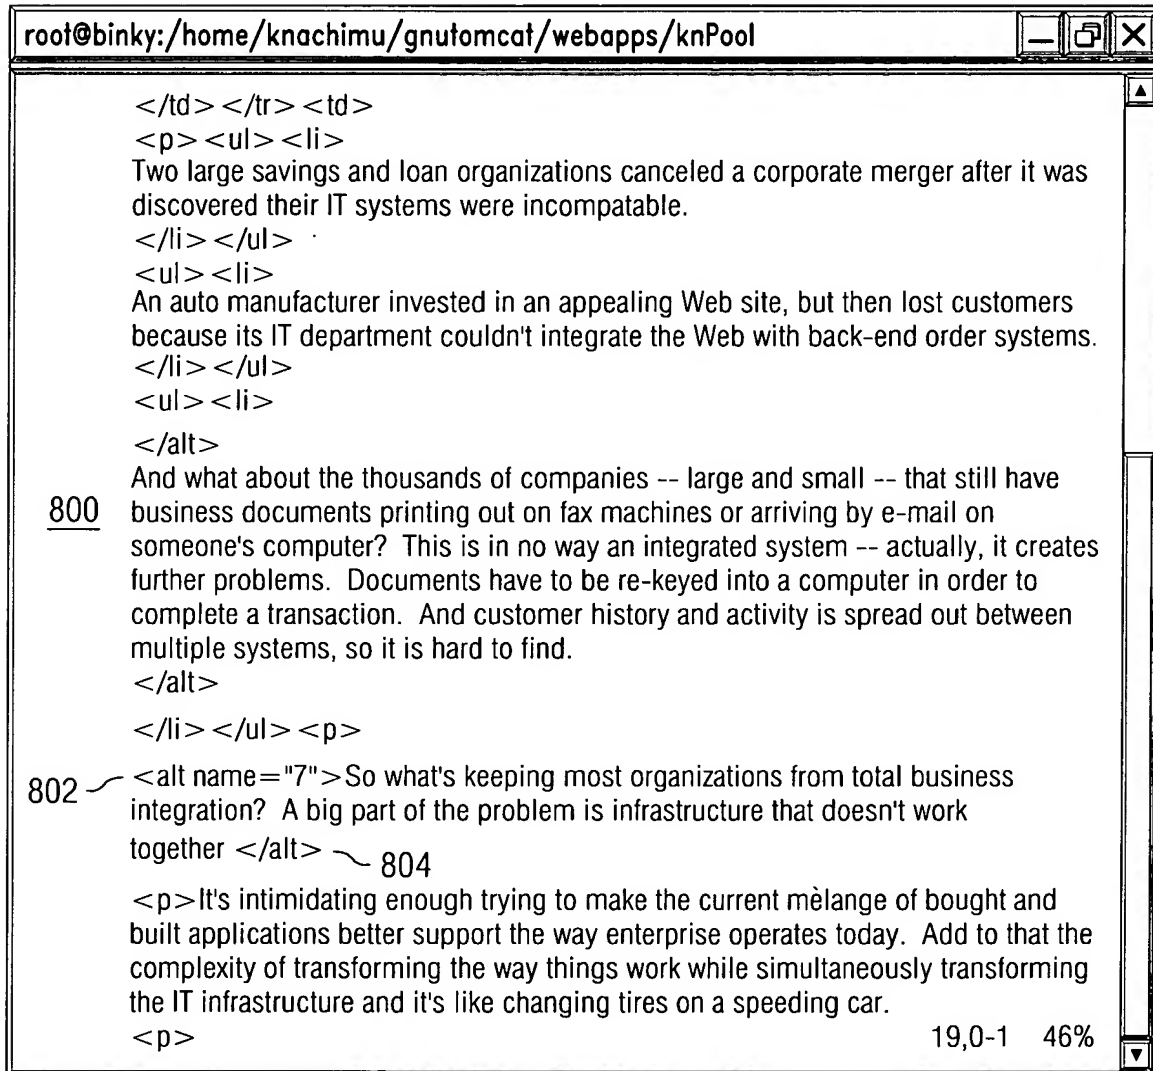 root@binky:/home/knachimu/gnutomcat/webapps/knPool
</td> </tr> <td>
<p> <ul> <li>
Two large savings and loan organizations canceled a corporate merger after it was
discovered their IT systems were incompatable.
</li> </ul>
<ul> <li>
An auto manufacturer invested in an appealing Web site, but then lost customers
because its IT department couldn't integrate the Web with back-end order systems.
</li> </ul>
<ul> <li>
</alt>
And what about the thousands of companies -- large and small -- that still have
800 business documents printing out on fax machines or arriving by e-mail on
someone's computer? This is in no way an integrated system -- actually, it creates
further problems. Documents have to be re-keyed into a computer in order to
complete a transaction. And customer history and activity is spread out between
multiple systems, so it is hard to find.
</alt>
</li> </ul> <p>
802 <alt name="7">So what's keeping most organizations from total business
integration? A big part of the problem is infrastructure that doesn't work
together </alt> 804
<p>It's intimidating enough trying to make the current mèlange of bought and
built applications better support the way enterprise operates today. Add to that the
complexity of transforming the way things work while simultaneously transforming
the IT infrastructure and it's like changing tires on a speeding car.
<p> 19,0-1 46%